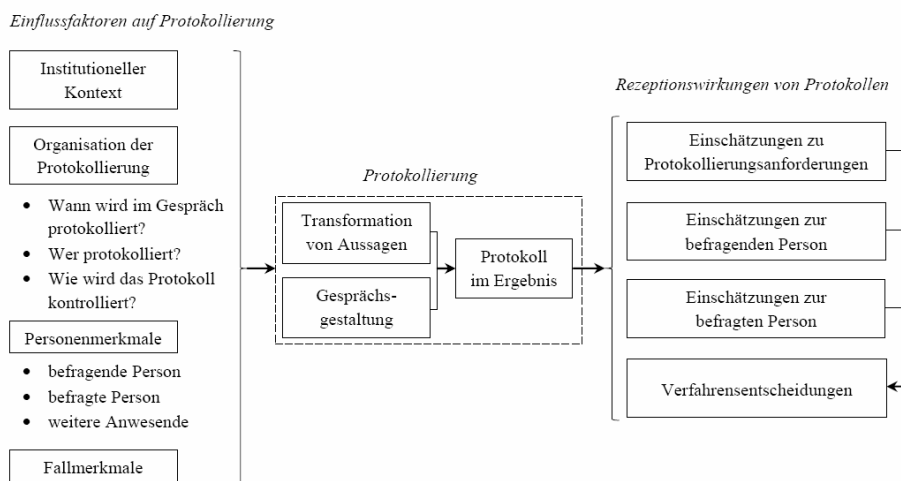 Einflussfaktoren auf Protokollierung
Institutioneller
Kontext
Organisation der
Protokollierung
• Wann wird im Gespräch
protokolliert?
• Wer protokolliert?
• Wie wird das Protokoll
kontrolliert?
Personenmerkmale
• befragende Person
• befragte Person
• weitere Anwesende
Fallmerkmale
Protokollierung
Transformation
von Aussagen
Gesprächs-
gestaltung
Protokoll
im Ergebnis
Rezeptionswirkungen von Protokollen
Einschätzungen zu
Protokollierungsanforderungen
Einschätzungen zur
befragenden Person
Einschätzungen zur
befragten Person
Verfahrensentscheidungen